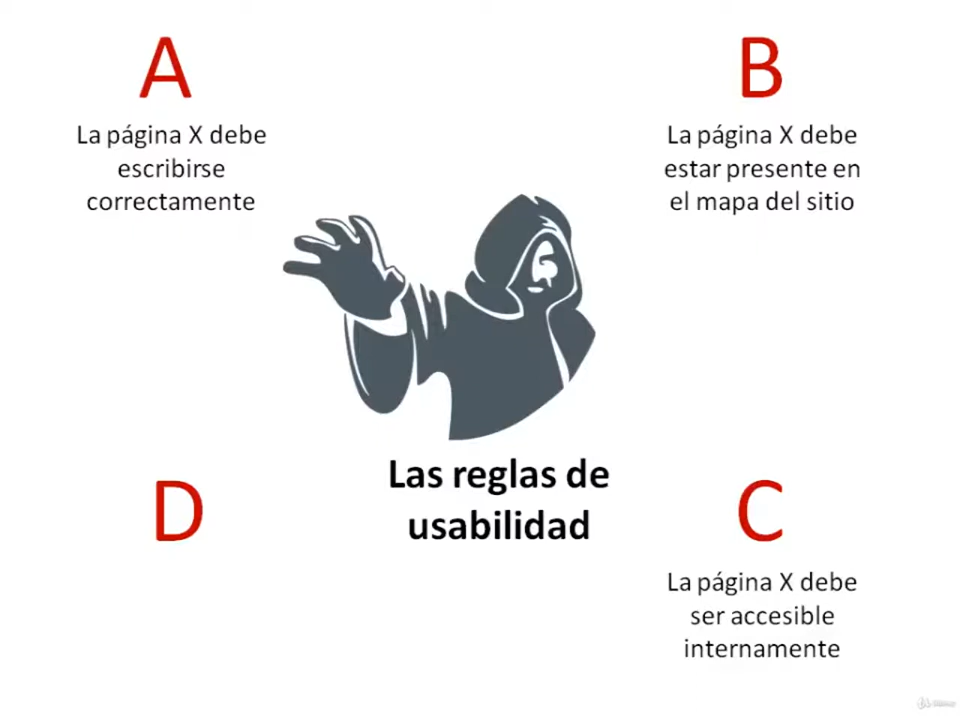 A
La página X debe
escribirse
correctamente
B
La página X debe
estar presente en
el mapa del sitio
Las reglas de
usabilidad
D
C
La página X debe
ser accesible
internamente